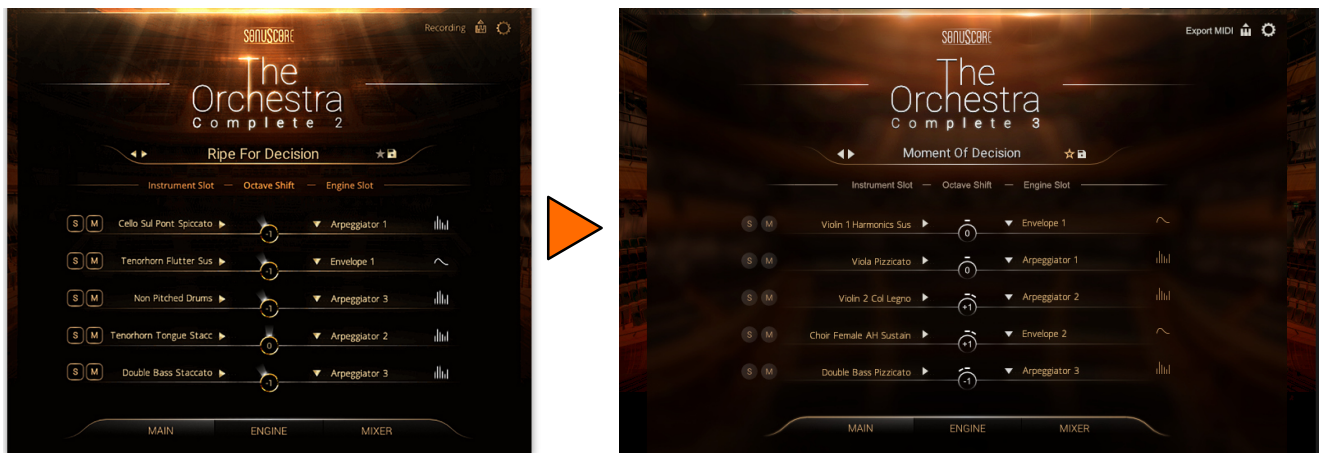 SONUSCORE
Recording
The
Orchestra
Complete 2
Ripe For Decision
Instrument Slot — Octave Shift — Engine Slot
S M Cello Sul Pont Spiccato -1 Arpeggiator 1
S M Tenorhorn Flutter Sus -1 Envelope 1
S M Non Pitched Drums -1 Arpeggiator 3
S M Tenorhorn Tongue Stacc 0 Arpeggiator 2
S M Double Bass Staccato -1 Arpeggiator 3
MAIN ENGINE MIXER
SONUSCORE
Export MIDI
The
Orchestra
Complete 3
Moment Of Decision
Instrument Slot — Octave Shift — Engine Slot
S M Violin 1 Harmonics Sus 0 Envelope 1
S M Viola Pizzicato 0 Arpeggiator 1
S M Violin 2 Col Legno +1 Arpeggiator 2
S M Choir Female AH Sustain +1 Envelope 2
S M Double Bass Pizzicato -1 Arpeggiator 3
MAIN ENGINE MIXER